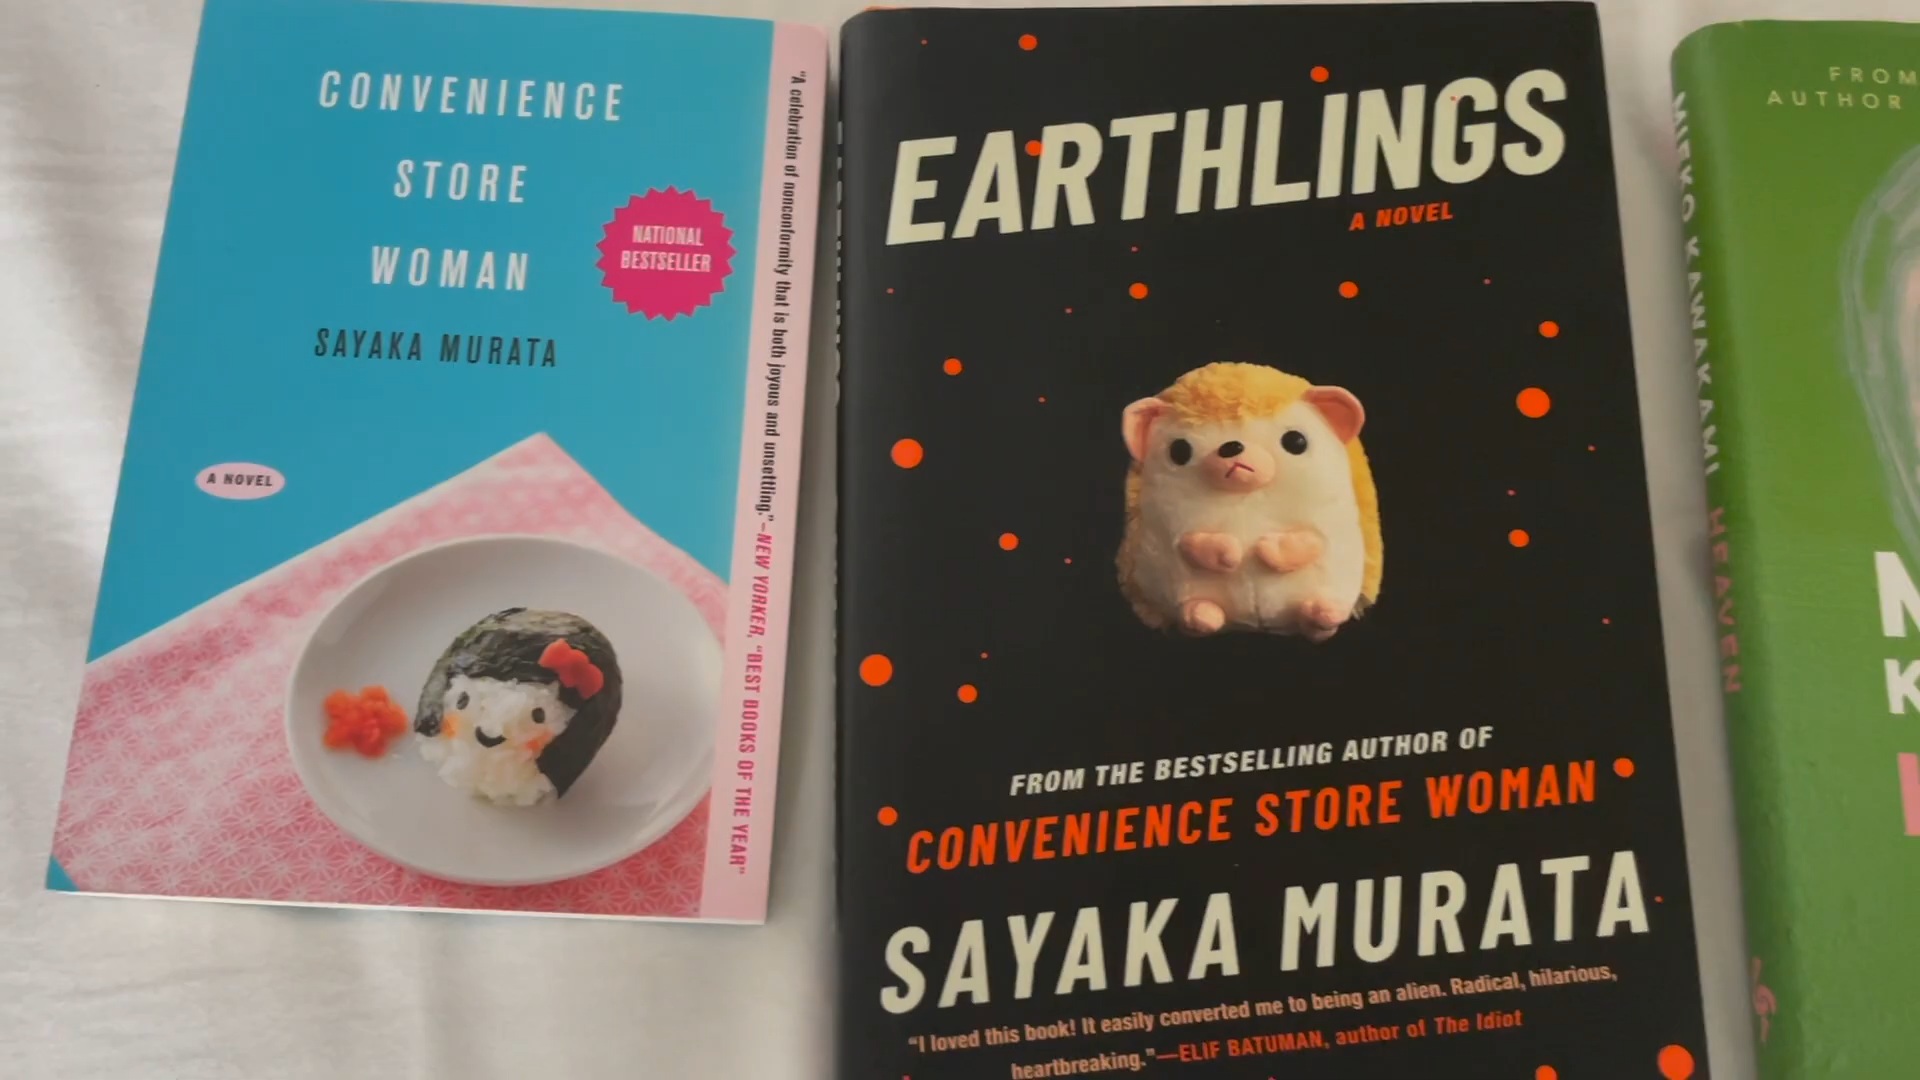 CONVENIENCE
STORE
WOMAN
SAYAKA MURATA
NATIONAL
BESTSELLER
A NOVEL
"A celebration of nonconformity that is both joyous and unsettling."—NEW YORKER, "BEST BOOKS OF THE YEAR"
EARTHLINGS
A NOVEL
FROM THE BESTSELLING AUTHOR OF
CONVENIENCE STORE WOMAN
SAYAKA MURATA
"I loved this book! It easily converted me to being an alien. Radical, hilarious,
heartbreaking."—ELIF BATUMAN, author of The Idiot
MIEKO KAWAKAMI HEAVEN
FROM
AUTHOR